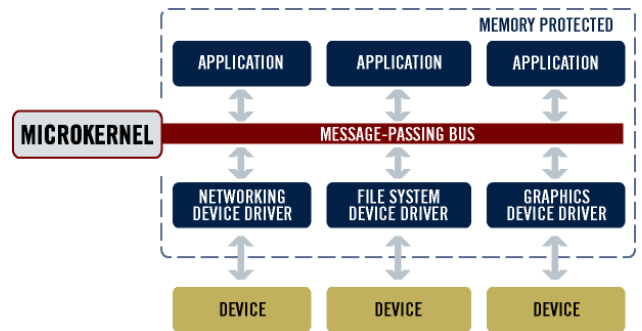 MEMORY PROTECTED
APPLICATION
APPLICATION
APPLICATION
MICROKERNEL
MESSAGE-PASSING BUS
NETWORKING
DEVICE DRIVER
FILE SYSTEM
DEVICE DRIVER
GRAPHICS
DEVICE DRIVER
DEVICE
DEVICE
DEVICE